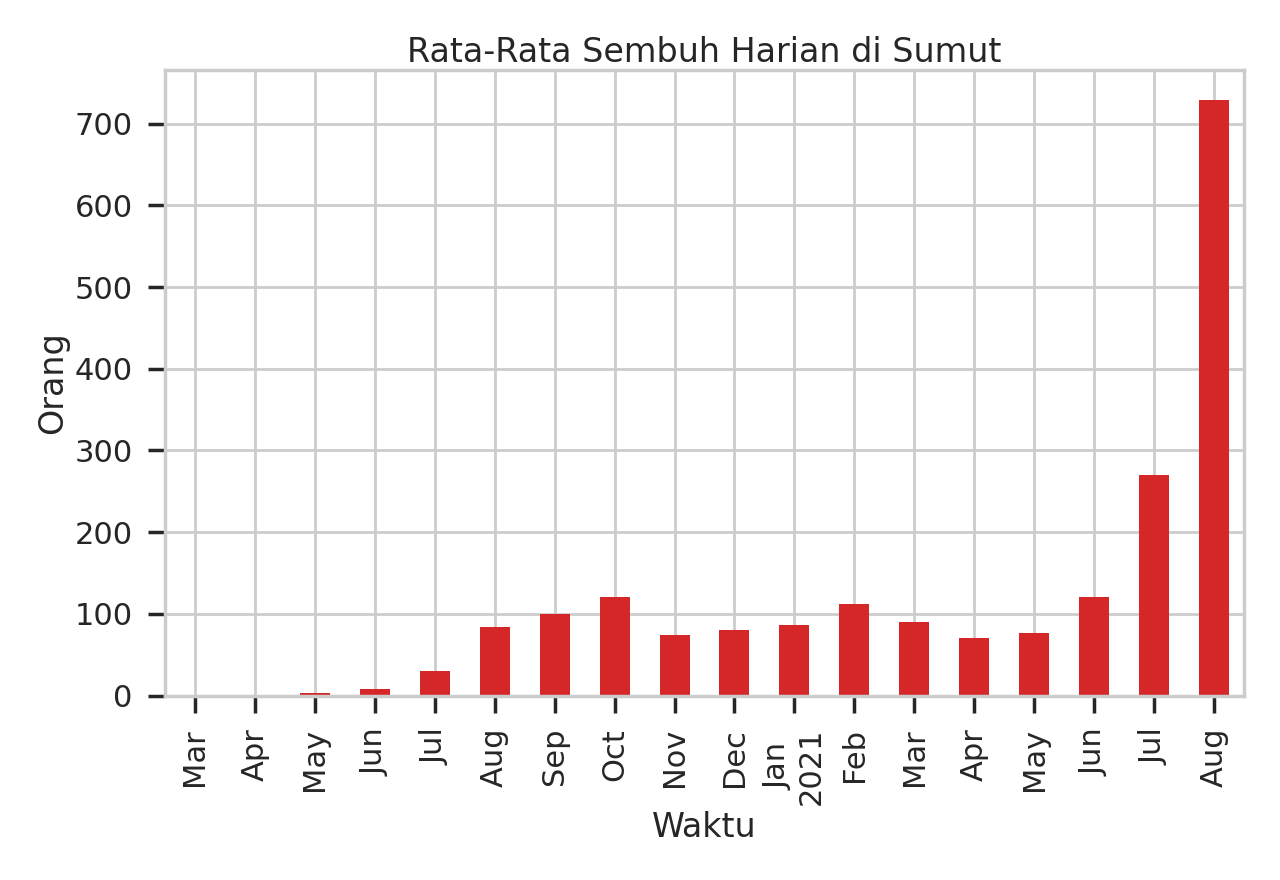 Rata-Rata Sembuh Harian di Sumut
700
600
500
400
300
200
100
0
Orang
Mar
Apr
May
Jun
Jul
Aug
Sep
Oct
Nov
Dec
Jan
2021
Feb
Mar
Apr
May
Jun
Jul
Aug
Waktu